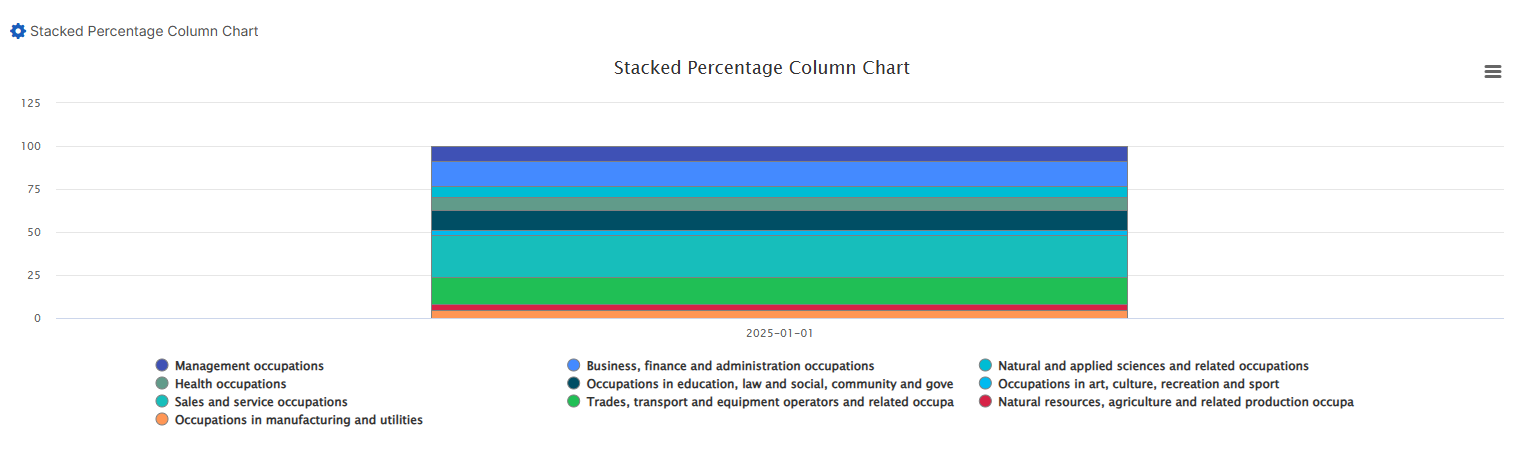 Stacked Percentage Column Chart
Stacked Percentage Column Chart
125
100
75
50
25
0
2025-01-01
Management occupations
Business, finance and administration occupations
Natural and applied sciences and related occupations
Health occupations
Occupations in education, law and social, community and gove
Occupations in art, culture, recreation and sport
Sales and service occupations
Trades, transport and equipment operators and related occupa
Natural resources, agriculture and related production occupa
Occupations in manufacturing and utilities